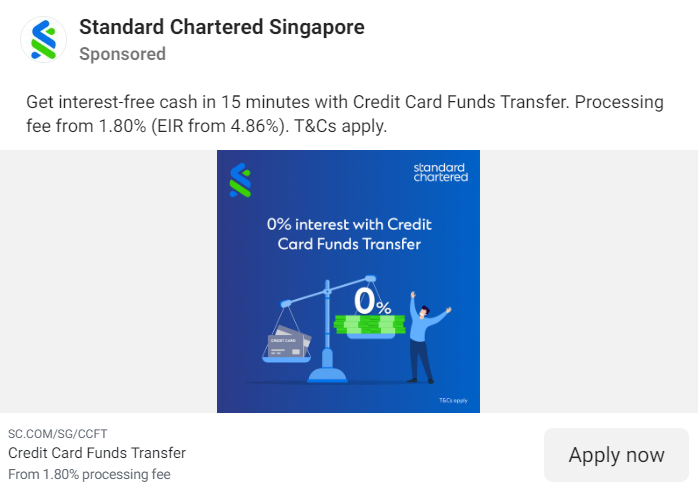 Standard Chartered Singapore
Sponsored
Get interest-free cash in 15 minutes with Credit Card Funds Transfer. Processing
fee from 1.80% (EIR from 4.86%). T&Cs apply.
standard
chartered
0% interest with Credit
Card Funds Transfer
0%
CREDIT CARD
T&Cs apply
SC.COM/SG/CCFT
Credit Card Funds Transfer
From 1.80% processing fee
Apply now